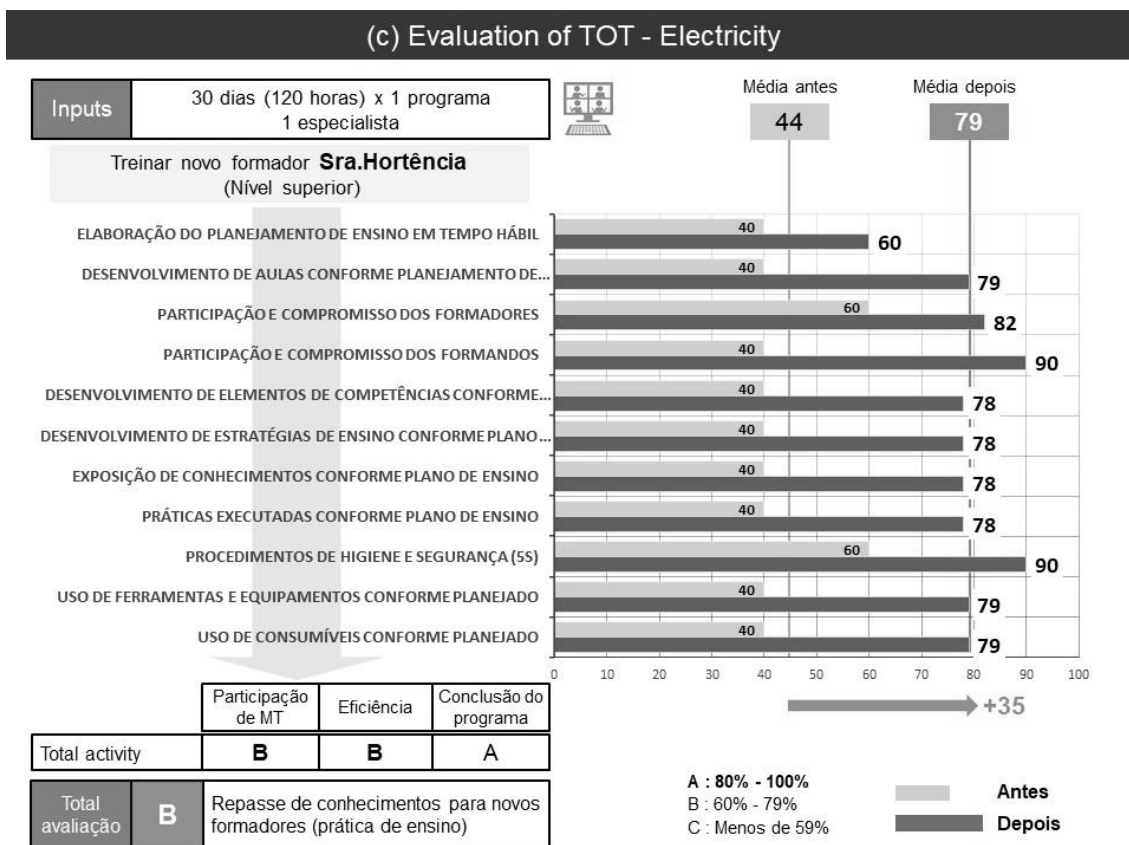 (c) Evaluation of TOT - Electricity
Inputs
30 dias (120 horas) x 1 programa
1 especialista
Média antes
44
Média depois
79
Treinar novo formador Sra.Hortência
(Nível superior)
ELABORAÇÃO DO PLANEJAMENTO DE ENSINO EM TEMPO HÁBIL
40
60
DESENVOLVIMENTO DE AULAS CONFORME PLANEJAMENTO DE...
40
79
PARTICIPAÇÃO E COMPROMISSO DOS FORMADORES
60
82
PARTICIPAÇÃO E COMPROMISSO DOS FORMANDOS
40
90
DESENVOLVIMENTO DE ELEMENTOS DE COMPETÊNCIAS CONFORME...
40
78
DESENVOLVIMENTO DE ESTRATÉGIAS DE ENSINO CONFORME PLANO ...
40
78
EXPOSIÇÃO DE CONHECIMENTOS CONFORME PLANO DE ENSINO
40
78
PRÁTICAS EXECUTADAS CONFORME PLANO DE ENSINO
40
78
PROCEDIMENTOS DE HIGIENE E SEGURANÇA (5S)
60
90
USO DE FERRAMENTAS E EQUIPAMENTOS CONFORME PLANEJADO
40
79
USO DE CONSUMÍVEIS CONFORME PLANEJADO
40
79
0 10 20 30 40 50 60 70 80 90 100
+35
Participação de MT
Eficiência
Conclusão do programa
Total activity
B
B
A
Total avaliação
B
Repasse de conhecimentos para novos
formadores (prática de ensino)
A : 80% - 100%
B : 60% - 79%
C : Menos de 59%
Antes
Depois